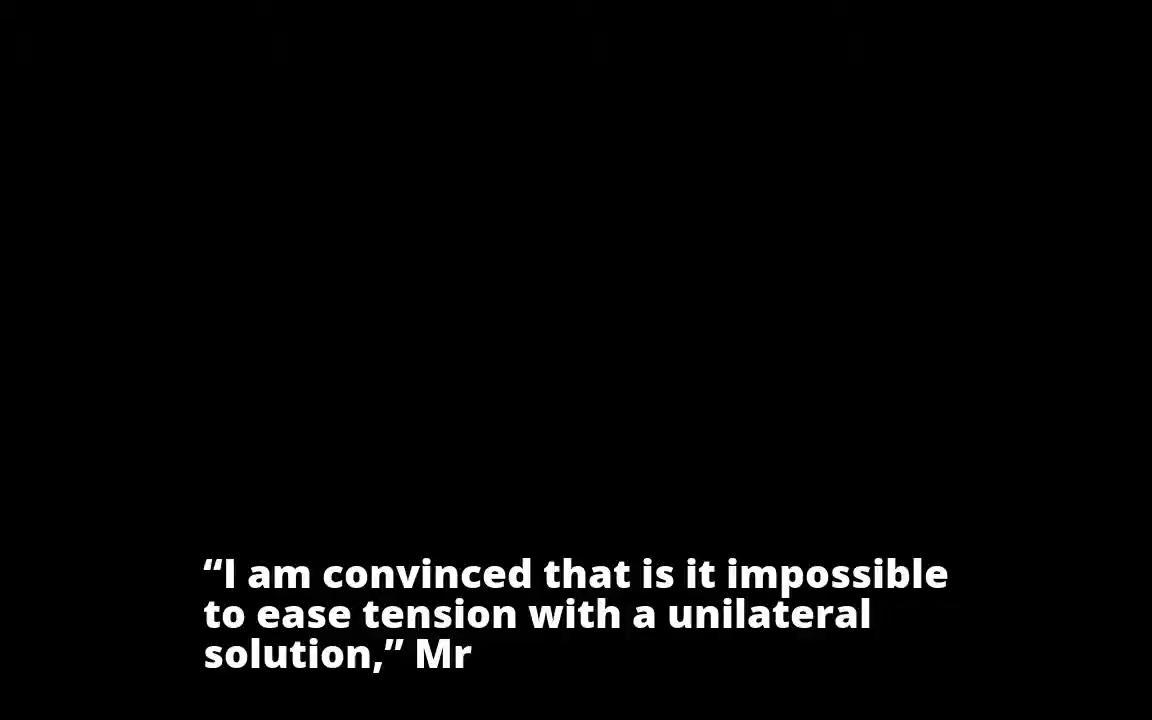 “I am convinced that is it impossible
to ease tension with a unilateral
solution,” Mr